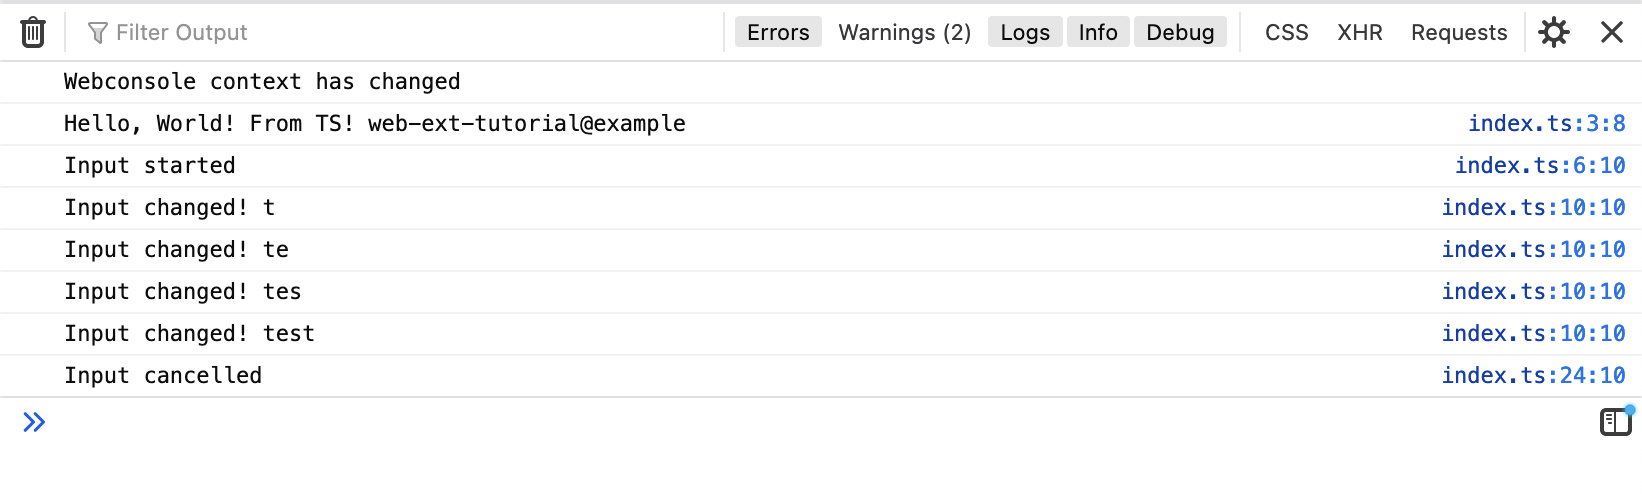 Filter Output Errors Warnings (2) Logs Info Debug CSS XHR Requests
Webconsole context has changed
Hello, World! From TS! web-ext-tutorial@example index.ts:3:8
Input started index.ts:6:10
Input changed! t index.ts:10:10
Input changed! te index.ts:10:10
Input changed! tes index.ts:10:10
Input changed! test index.ts:10:10
Input cancelled index.ts:24:10